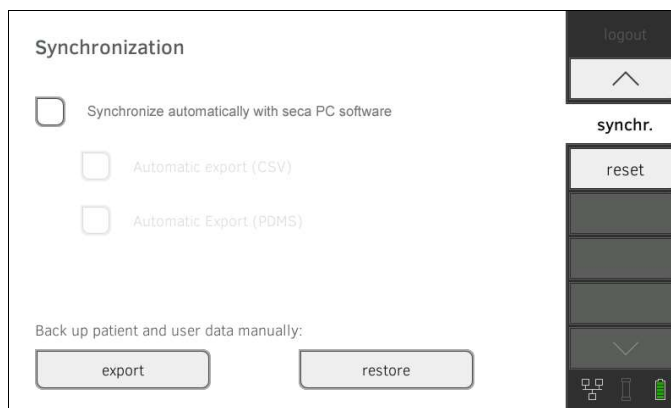 logout
Synchronization
Synchronize automatically with seca PC software
synchr.
Automatic export (CSV)
reset
Automatic Export (PDMS)
Back up patient and user data manually:
export
restore